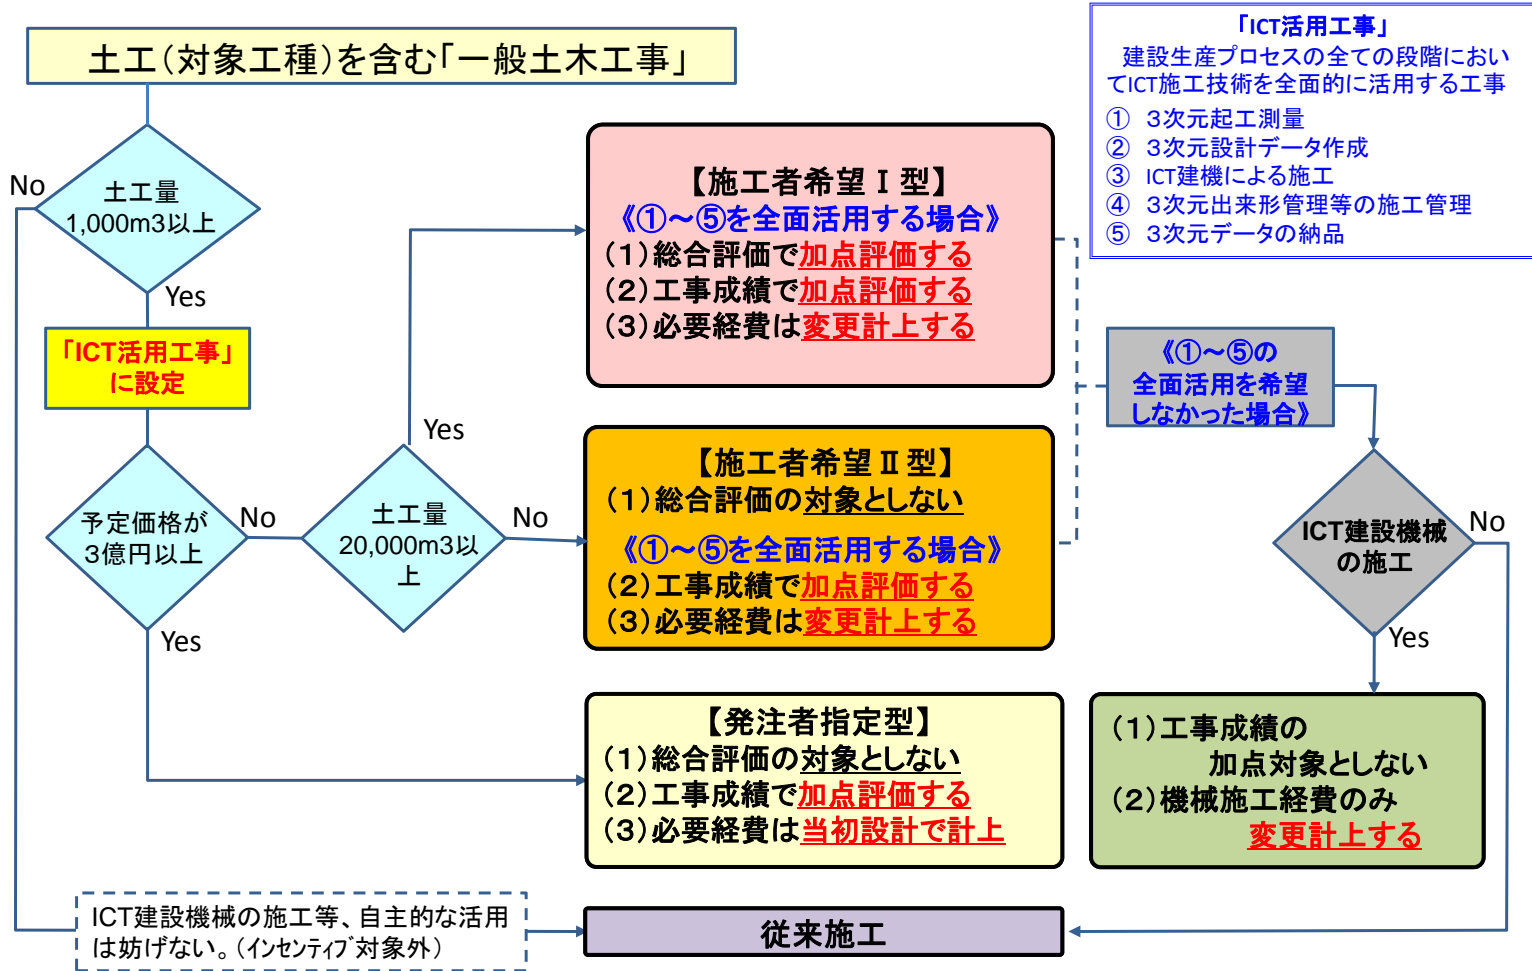 土工(対象工種)を含む「一般土木工事」
「ICT活用工事」
建設生産プロセスの全ての段階におい
てICT施工技術を全面的に活用する工事
① 3次元起工測量
② 3次元設計データ作成
③ ICT建機による施工
④ 3次元出来形管理等の施工管理
⑤ 3次元データの納品
No
土工量
1,000m3以上
Yes
「ICT活用工事」
に設定
予定価格が
3億円以上
No
Yes
土工量
20,000m3以
上
Yes
No
【施工者希望Ⅰ型】
《①～⑤を全面活用する場合》
(1)総合評価で加点評価する
(2)工事成績で加点評価する
(3)必要経費は変更計上する
【施工者希望Ⅱ型】
(1)総合評価の対象としない
《①～⑤を全面活用する場合》
(2)工事成績で加点評価する
(3)必要経費は変更計上する
【発注者指定型】
(1)総合評価の対象としない
(2)工事成績で加点評価する
(3)必要経費は当初設計で計上
《①～⑤の
全面活用を希望
しなかった場合》
ICT建設機械
の施工
No
Yes
(1)工事成績の
加点対象としない
(2)機械施工経費のみ
変更計上する
ICT建設機械の施工等、自主的な活用
は妨げない。(インセンティブ対象外)
従来施工